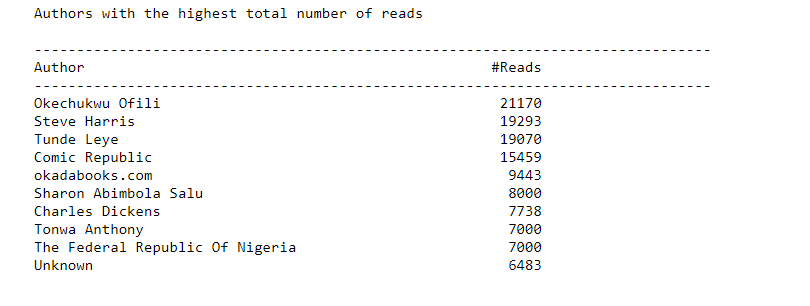 Authors with the highest total number of reads
--------------------------------------------------------------------------------
Author #Reads
--------------------------------------------------------------------------------
Okechukwu Ofili 21170
Steve Harris 19293
Tunde Leye 19070
Comic Republic 15459
okadabooks.com 9443
Sharon Abimbola Salu 8000
Charles Dickens 7738
Tonwa Anthony 7000
The Federal Republic Of Nigeria 7000
Unknown 6483